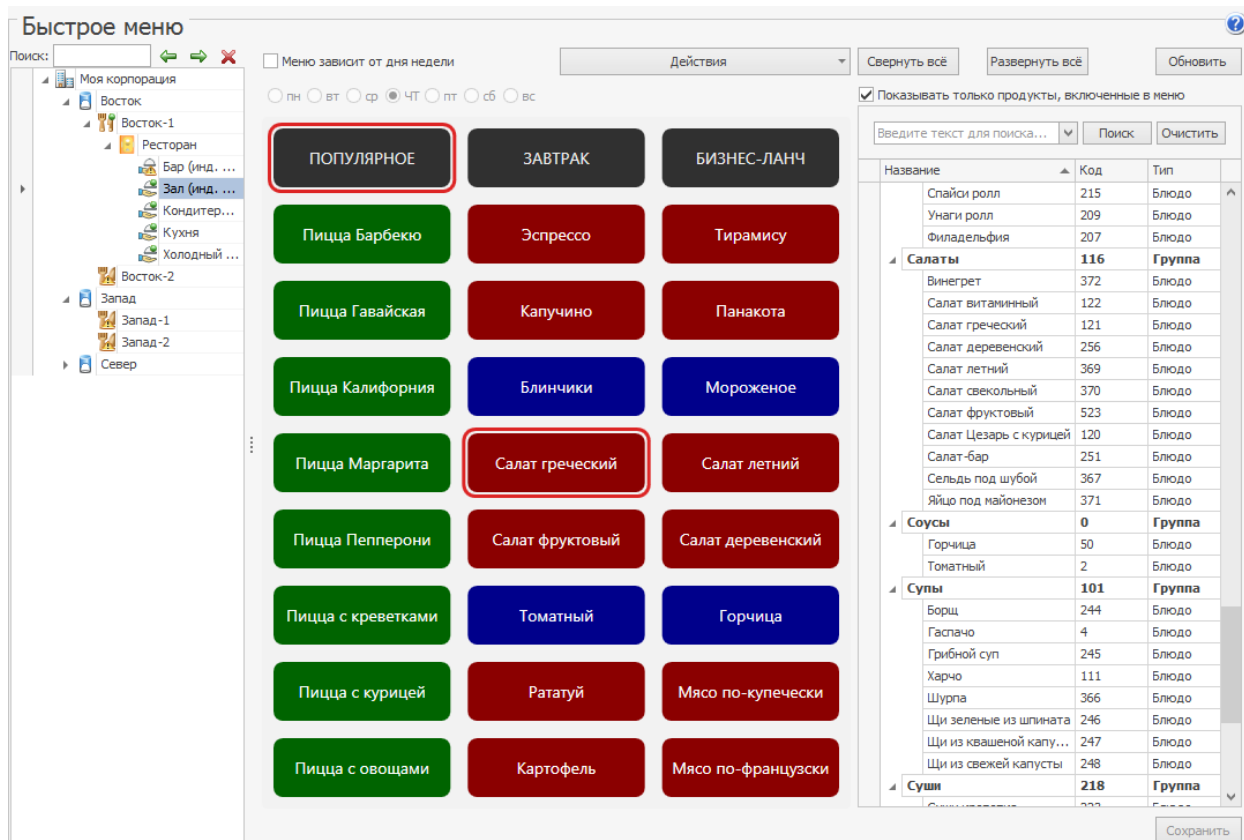 Быстрое меню
Поиск:
Моя корпорация
Восток
Восток-1
Ресторан
Бар (инд. ...
Зал (инд. ...
Кондитер...
Кухня
Холодный ...
Восток-2
Запад
Запад-1
Запад-2
Север
Меню зависит от дня недели
Действия
пн вт ср ЧТ пт сб вс
ПОПУЛЯРНОЕ ЗАВТРАК БИЗНЕС-ЛАНЧ
Пицца Барбекю Эспрессо Тирамису
Пицца Гавайская Капучино Панакота
Пицца Калифорния Блинчики Мороженое
Пицца Маргарита Салат греческий Салат летний
Пицца Пепперони Салат фруктовый Салат деревенский
Пицца с креветками Томатный Горчица
Пицца с курицей Рататуй Мясо по-купечески
Пицца с овощами Картофель Мясо по-французски
Свернуть всё Развернуть всё Обновить
Показывать только продукты, включенные в меню
Введите текст для поиска... Поиск Очистить
Название Код Тип
Спайси ролл 215 Блюдо
Унаги ролл 209 Блюдо
Филадельфия 207 Блюдо
Салаты 116 Группа
Винегрет 372 Блюдо
Салат витаминный 122 Блюдо
Салат греческий 121 Блюдо
Салат деревенский 256 Блюдо
Салат летний 369 Блюдо
Салат свекольный 370 Блюдо
Салат фруктовый 523 Блюдо
Салат Цезарь с курицей 120 Блюдо
Салат-бар 251 Блюдо
Сельдь под шубой 367 Блюдо
Яйцо под майонезом 371 Блюдо
Соусы 0 Группа
Горчица 50 Блюдо
Томатный 2 Блюдо
Супы 101 Группа
Борщ 244 Блюдо
Гаспачо 4 Блюдо
Грибной суп 245 Блюдо
Харчо 111 Блюдо
Шурпа 366 Блюдо
Щи зеленые из шпината 246 Блюдо
Щи из квашеной капу... 247 Блюдо
Щи из свежей капусты 248 Блюдо
Суши 218 Группа
Сохранить